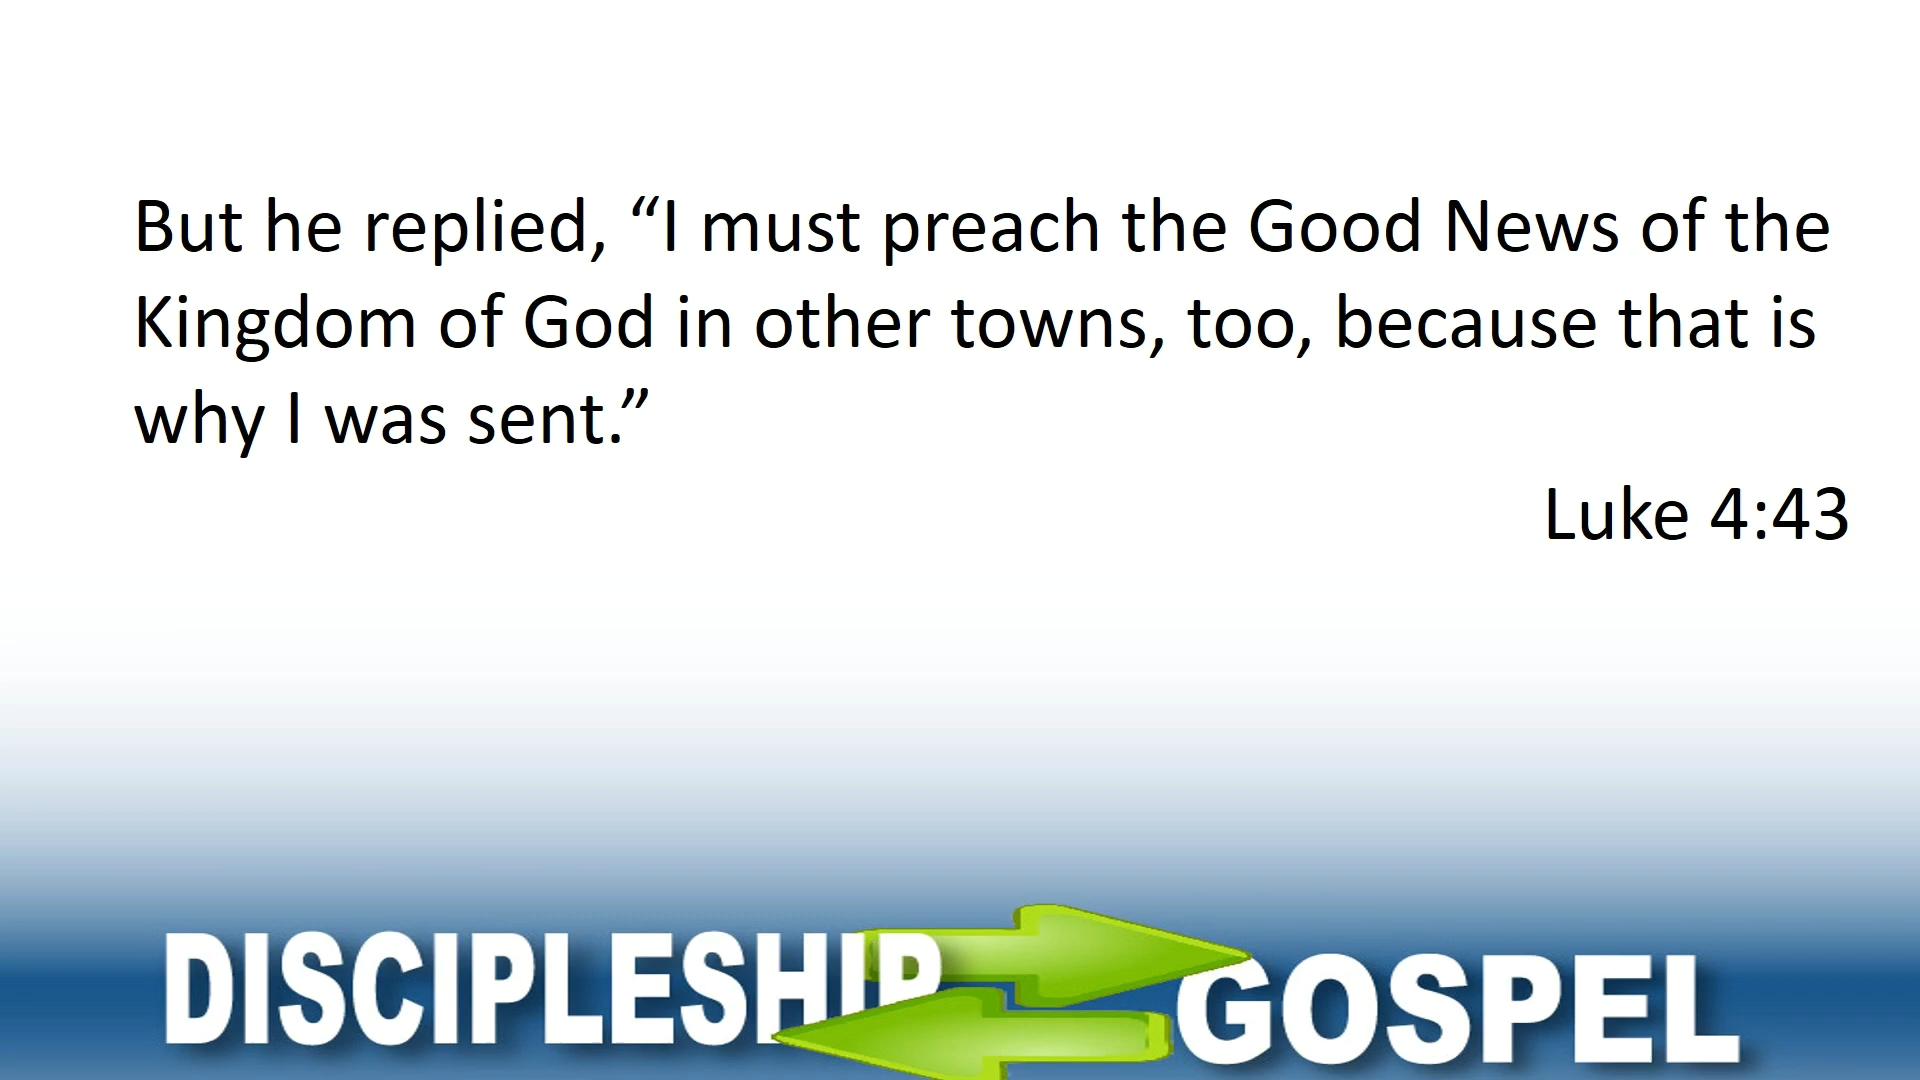 But he replied, “I must preach the Good News of the
Kingdom of God in other towns, too, because that is
why I was sent.”
Luke 4:43
DISCIPLESHIP GOSPEL